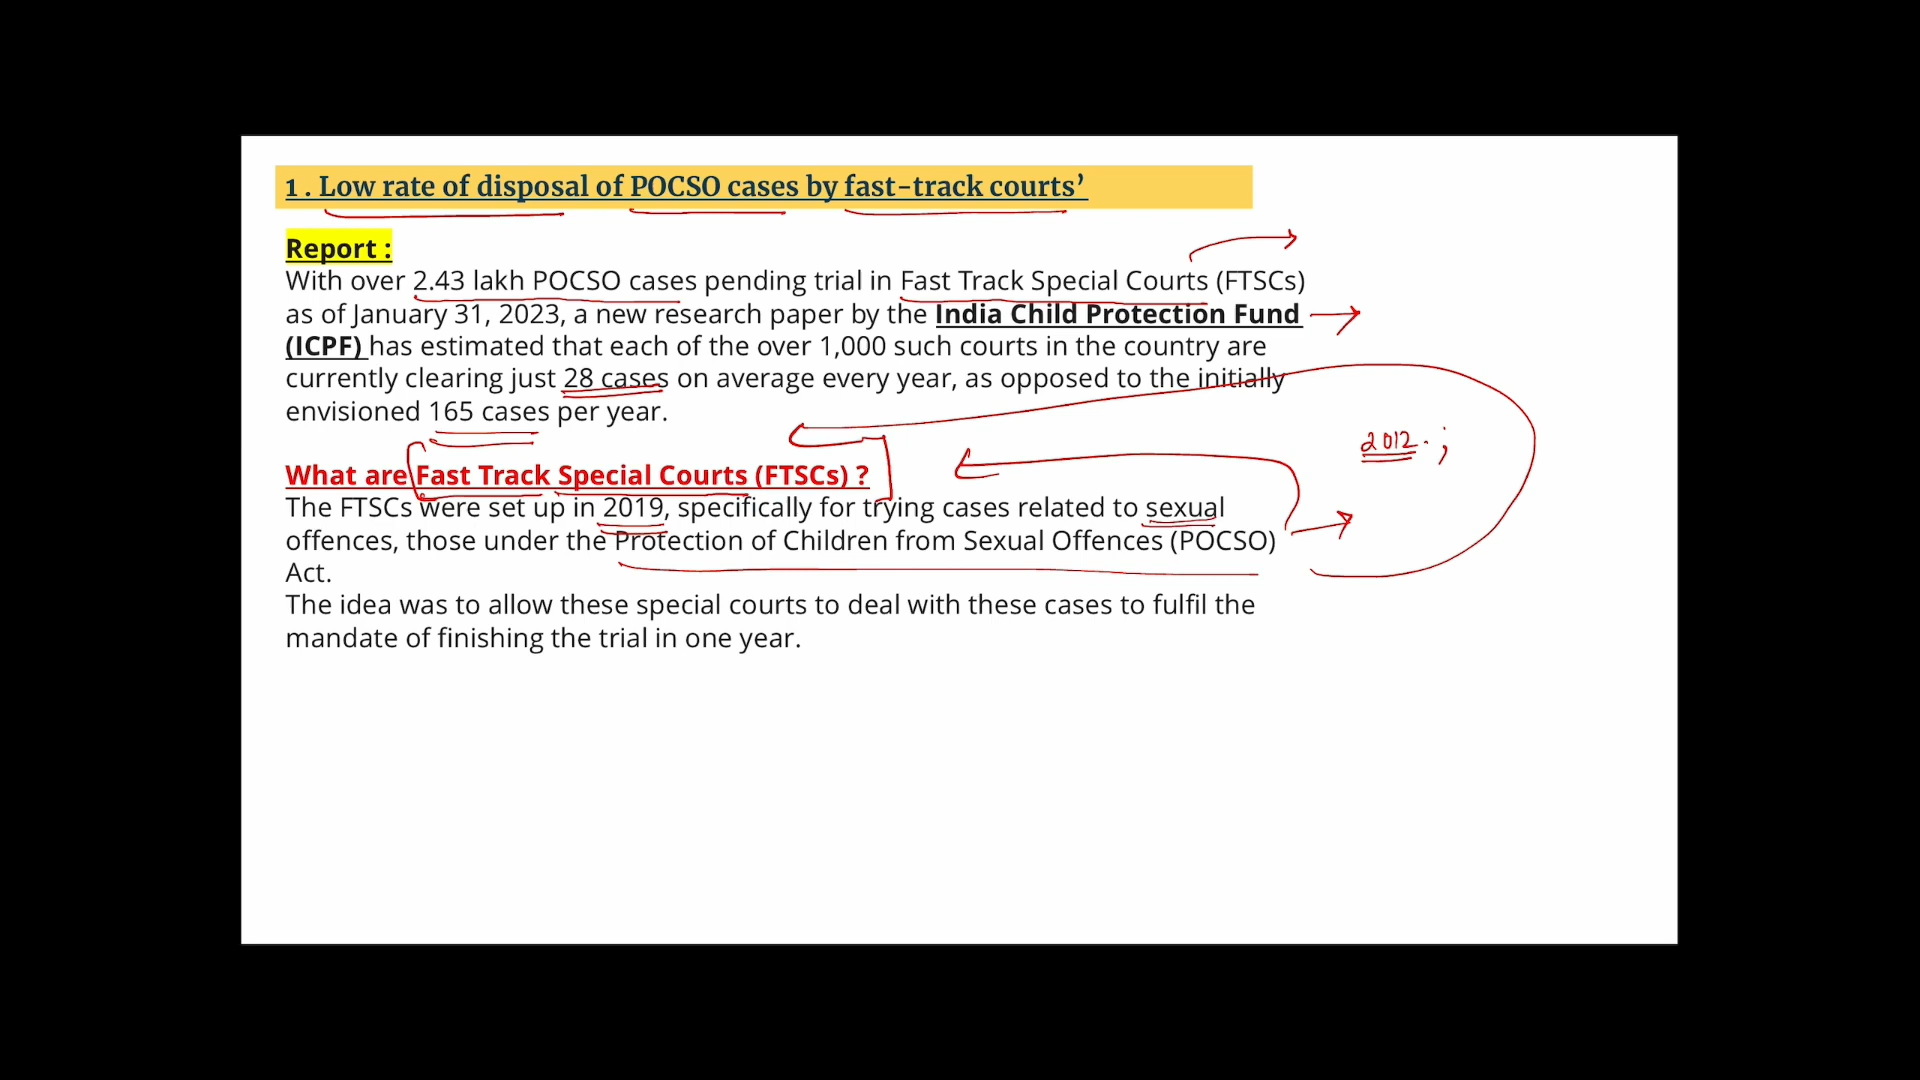 1 . Low rate of disposal of POCSO cases by fast-track courts’
Report :
With over 2.43 lakh POCSO cases pending trial in Fast Track Special Courts (FTSCs)
as of January 31, 2023, a new research paper by the India Child Protection Fund
(ICPF) has estimated that each of the over 1,000 such courts in the country are
currently clearing just 28 cases on average every year, as opposed to the initially
envisioned 165 cases per year.
2012 . ;
What are Fast Track Special Courts (FTSCs) ?
The FTSCs were set up in 2019, specifically for trying cases related to sexual
offences, those under the Protection of Children from Sexual Offences (POCSO)
Act.
The idea was to allow these special courts to deal with these cases to fulfil the
mandate of finishing the trial in one year.